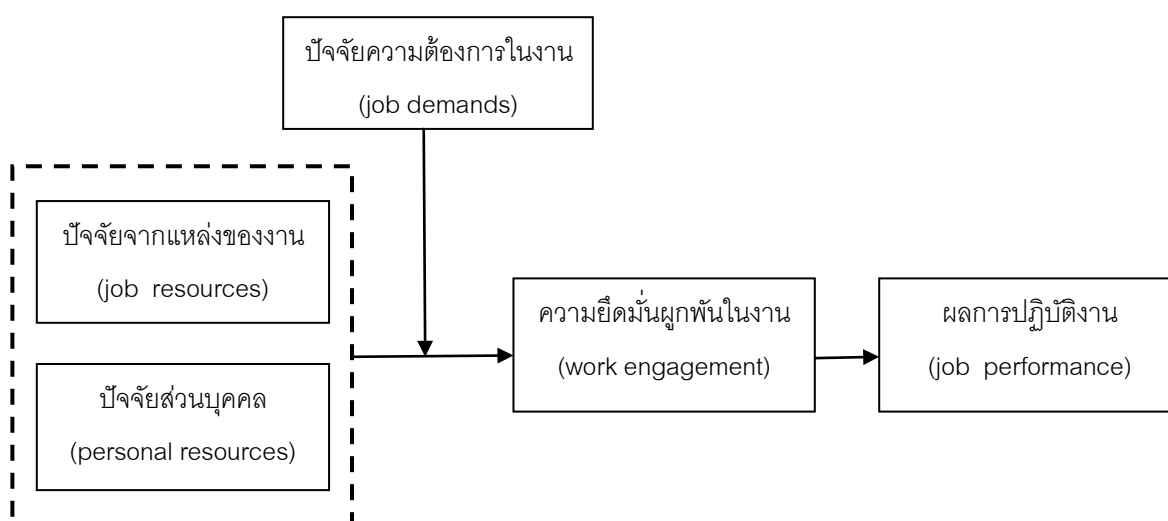 ปัจจัยความต้องการในงาน
(job demands)
ปัจจัยจากแหล่งของงาน
(job resources)
ปัจจัยส่วนบุคคล
(personal resources)
ความยึดมั่นผูกพันในงาน
(work engagement)
ผลการปฏิบัติงาน
(job performance)